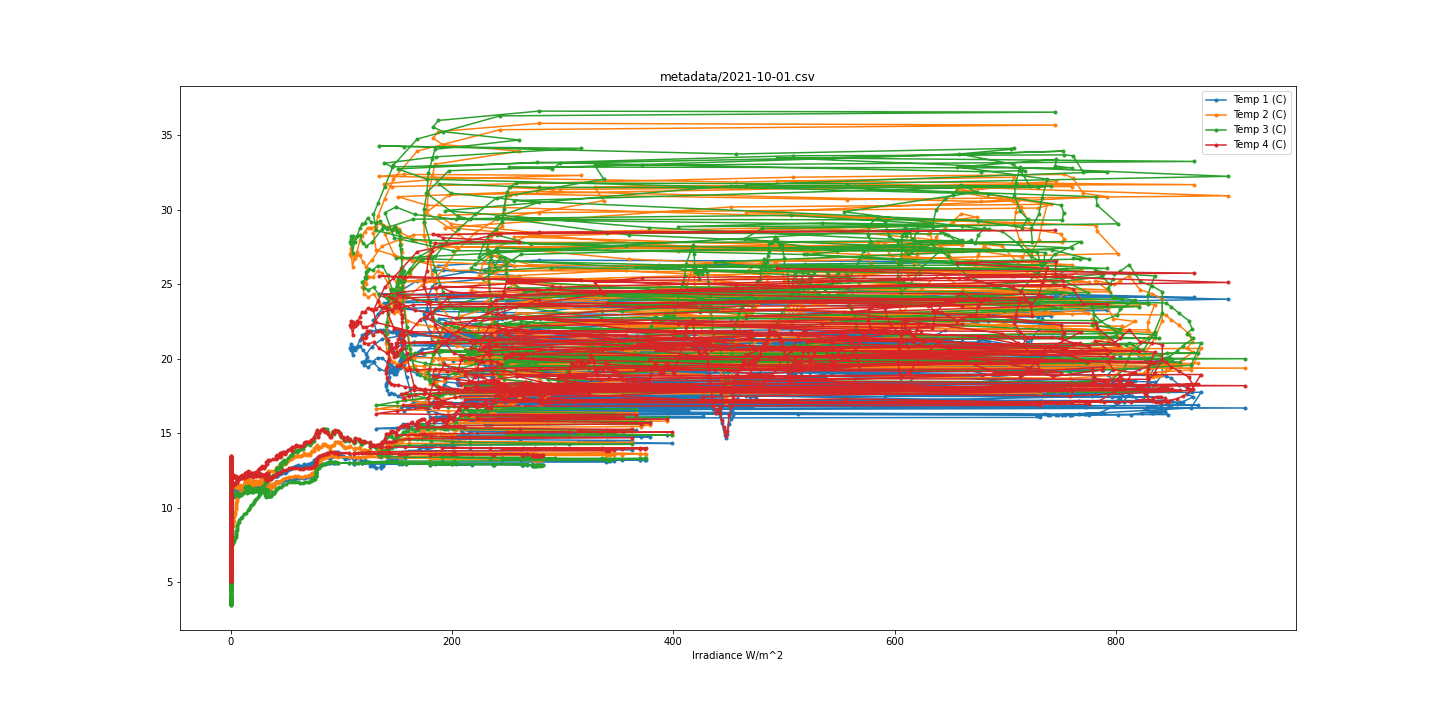 metadata/2021-10-01.csv
Temp 1 (C)
Temp 2 (C)
Temp 3 (C)
Temp 4 (C)
35
30
25
20
15
10
5
0 200 400 600 800
Irradiance W/m^2